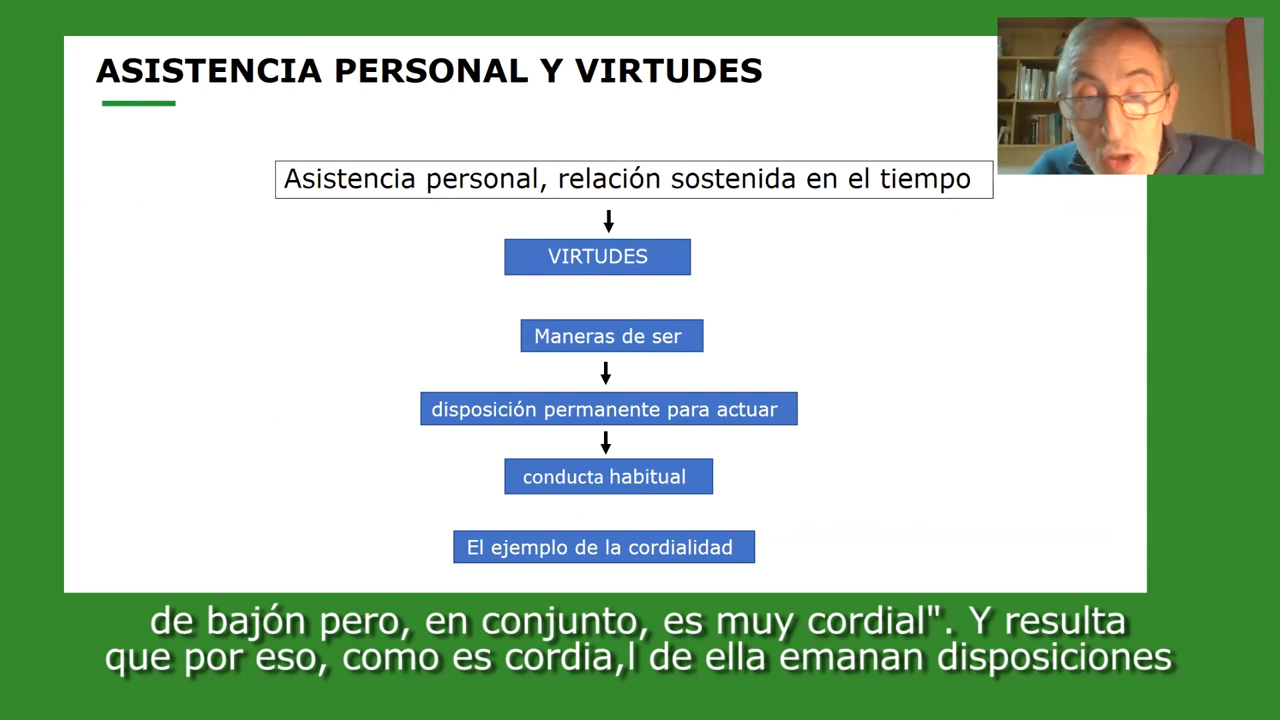 ASISTENCIA PERSONAL Y VIRTUDES
Asistencia personal, relación sostenida en el tiempo
VIRTUDES
Maneras de ser
disposición permanente para actuar
conducta habitual
El ejemplo de la cordialidad
de bajón pero, en conjunto, es muy cordial". Y resulta
que por eso, como es cordia,l de ella emanan disposiciones